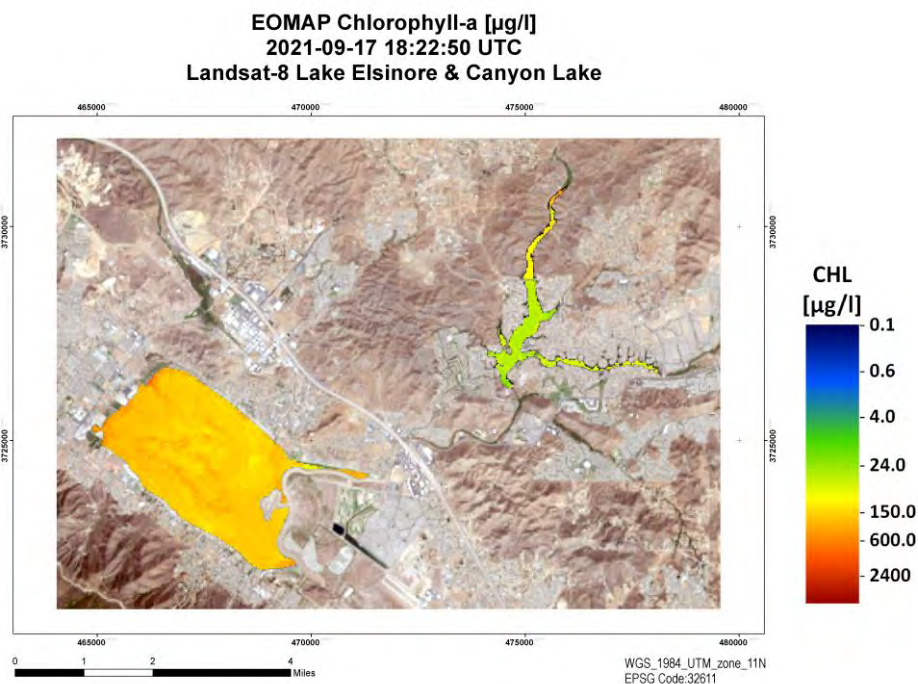 EOMAP Chlorophyll-a [µg/l]
2021-09-17 18:22:50 UTC
Landsat-8 Lake Elsinore & Canyon Lake
465000 470000 475000 480000
3730000 3730000
3725000 3725000
CHL
[µg/l]
0.1
0.6
4.0
24.0
150.0
600.0
2400
465000 470000 475000 480000
0 1 2 4
Miles
WGS_1984_UTM_zone_11N
EPSG Code:32611